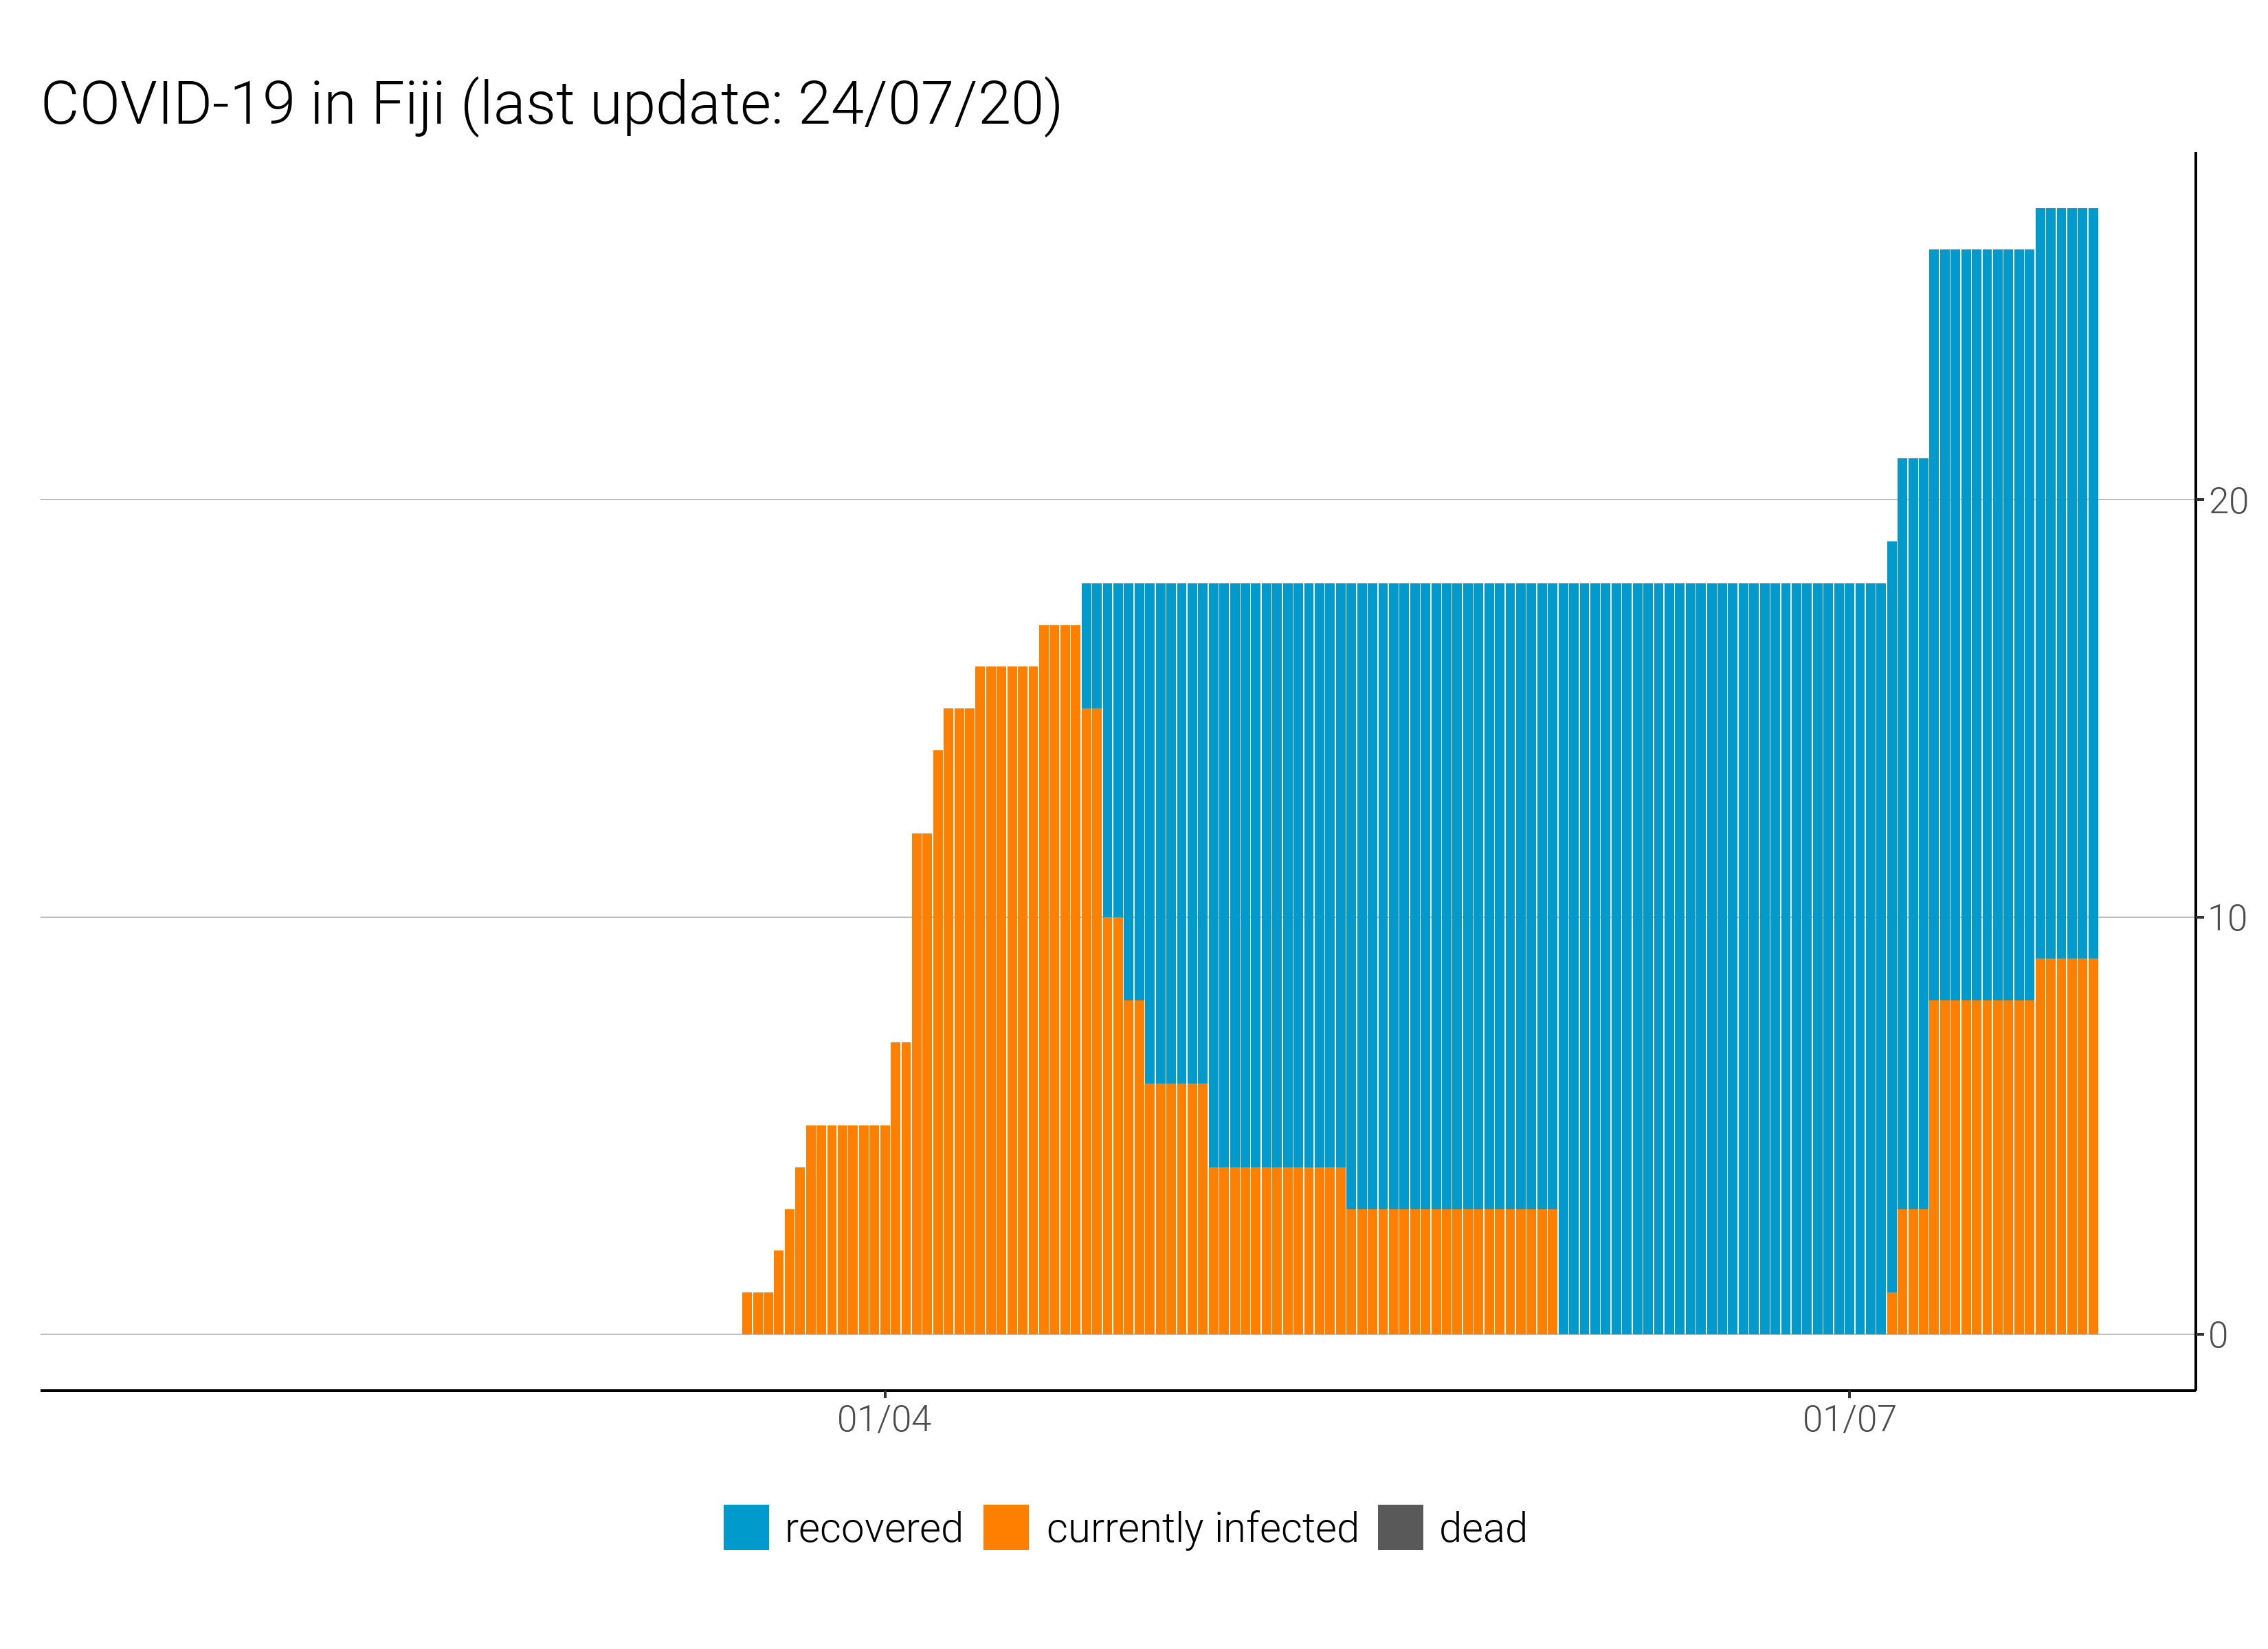 COVID-19 in Fiji (last update: 24/07/20)
20
10
0
01/04 01/07
recovered currently infected dead